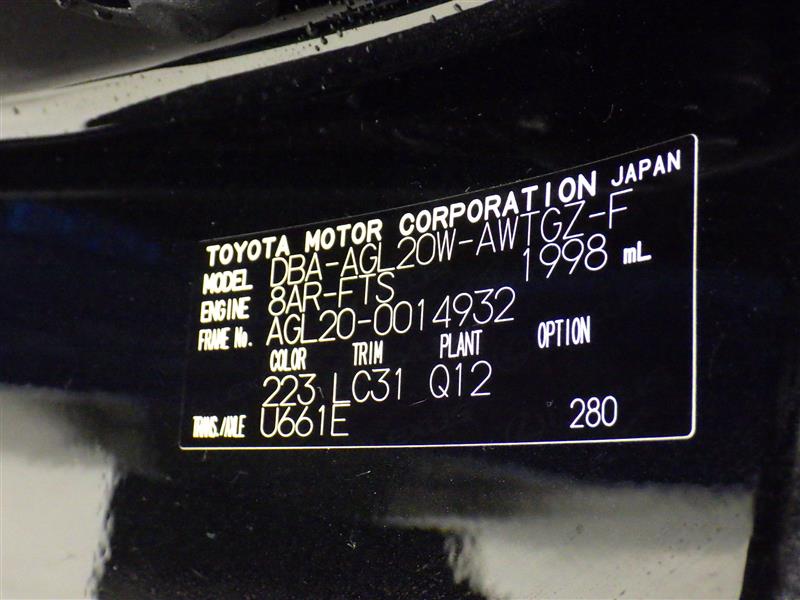 TOYOTA MOTOR CORPORATION JAPAN
MODEL DBA-AGL20W-AWTGZ-F
ENGINE 8AR-FTS 1998 mL
FRAME No. AGL20-0014932
COLOR TRIM PLANT OPTION
223 LC31 Q12
TRANS./AXLE U661E 280